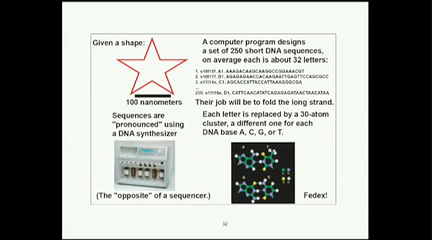 Given a shape:
A computer program designs
a set of 250 short DNA sequences,
on average each is about 32 letters:
100 nanometers
Their job will be to fold the long strand.
Sequences are
"pronounced" using
a DNA synthesizer
Each letter is replaced by a 30-atom
cluster, a different one for each
DNA base A, C, G, or T.
(The "opposite" of a sequencer.)
Fedex!
32